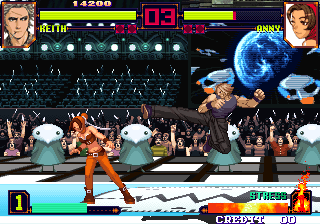 14200
03
KEITH
ANNY
1
STRESS
CREDIT 00